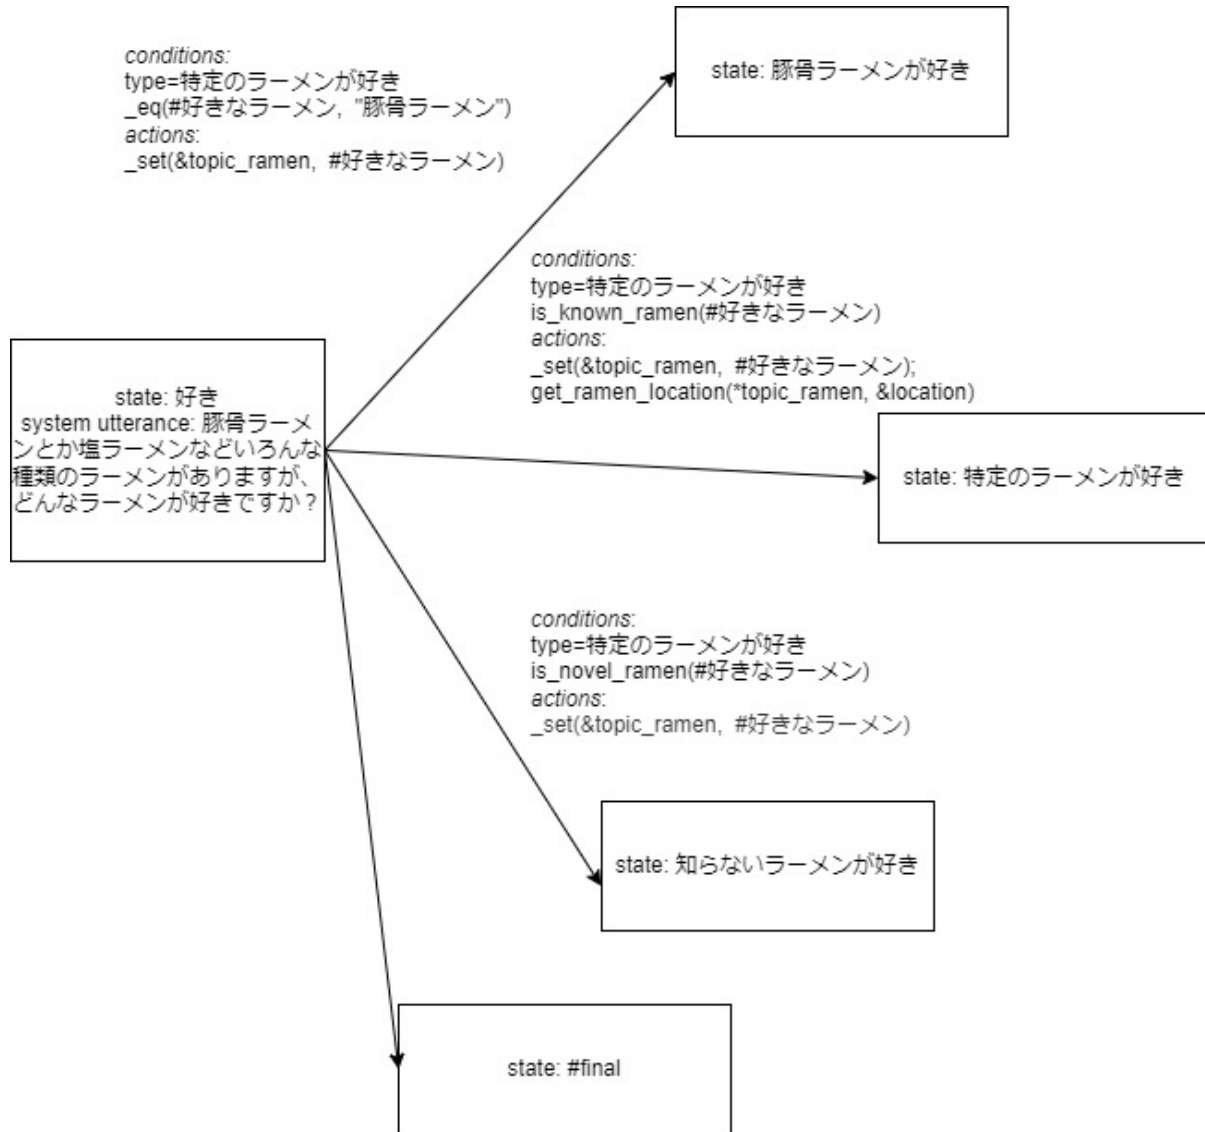 conditions:
type=特定のラーメンが好き
_eq(#好きなラーメン, "豚骨ラーメン")
actions:
_set(&topic_ramen, #好きなラーメン)
state: 豚骨ラーメンが好き
conditions:
type=特定のラーメンが好き
is_known_ramen(#好きなラーメン)
actions:
_set(&topic_ramen, #好きなラーメン);
get_ramen_location(*topic_ramen, &location)
state: 好き
system utterance: 豚骨ラーメ
ンとか塩ラーメンなどいろんな
種類のラーメンがありますが、
どんなラーメンが好きですか？
state: 特定のラーメンが好き
conditions:
type=特定のラーメンが好き
is_novel_ramen(#好きなラーメン)
actions:
_set(&topic_ramen, #好きなラーメン)
state: 知らないラーメンが好き
state: #final